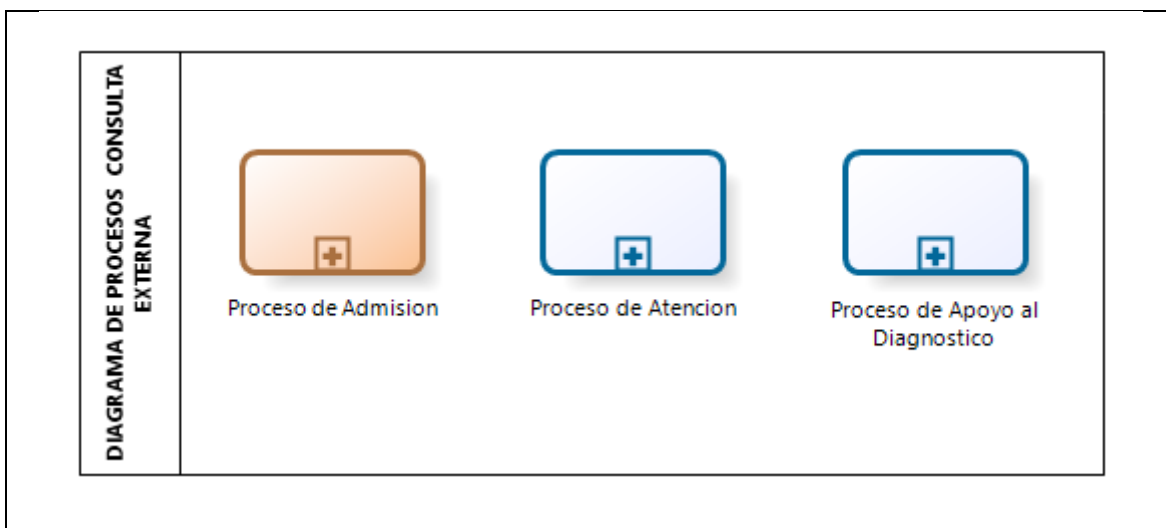 DIAGRAMA DE PROCESOS CONSULTA
EXTERNA
Proceso de Admision
Proceso de Atencion
Proceso de Apoyo al
Diagnostico